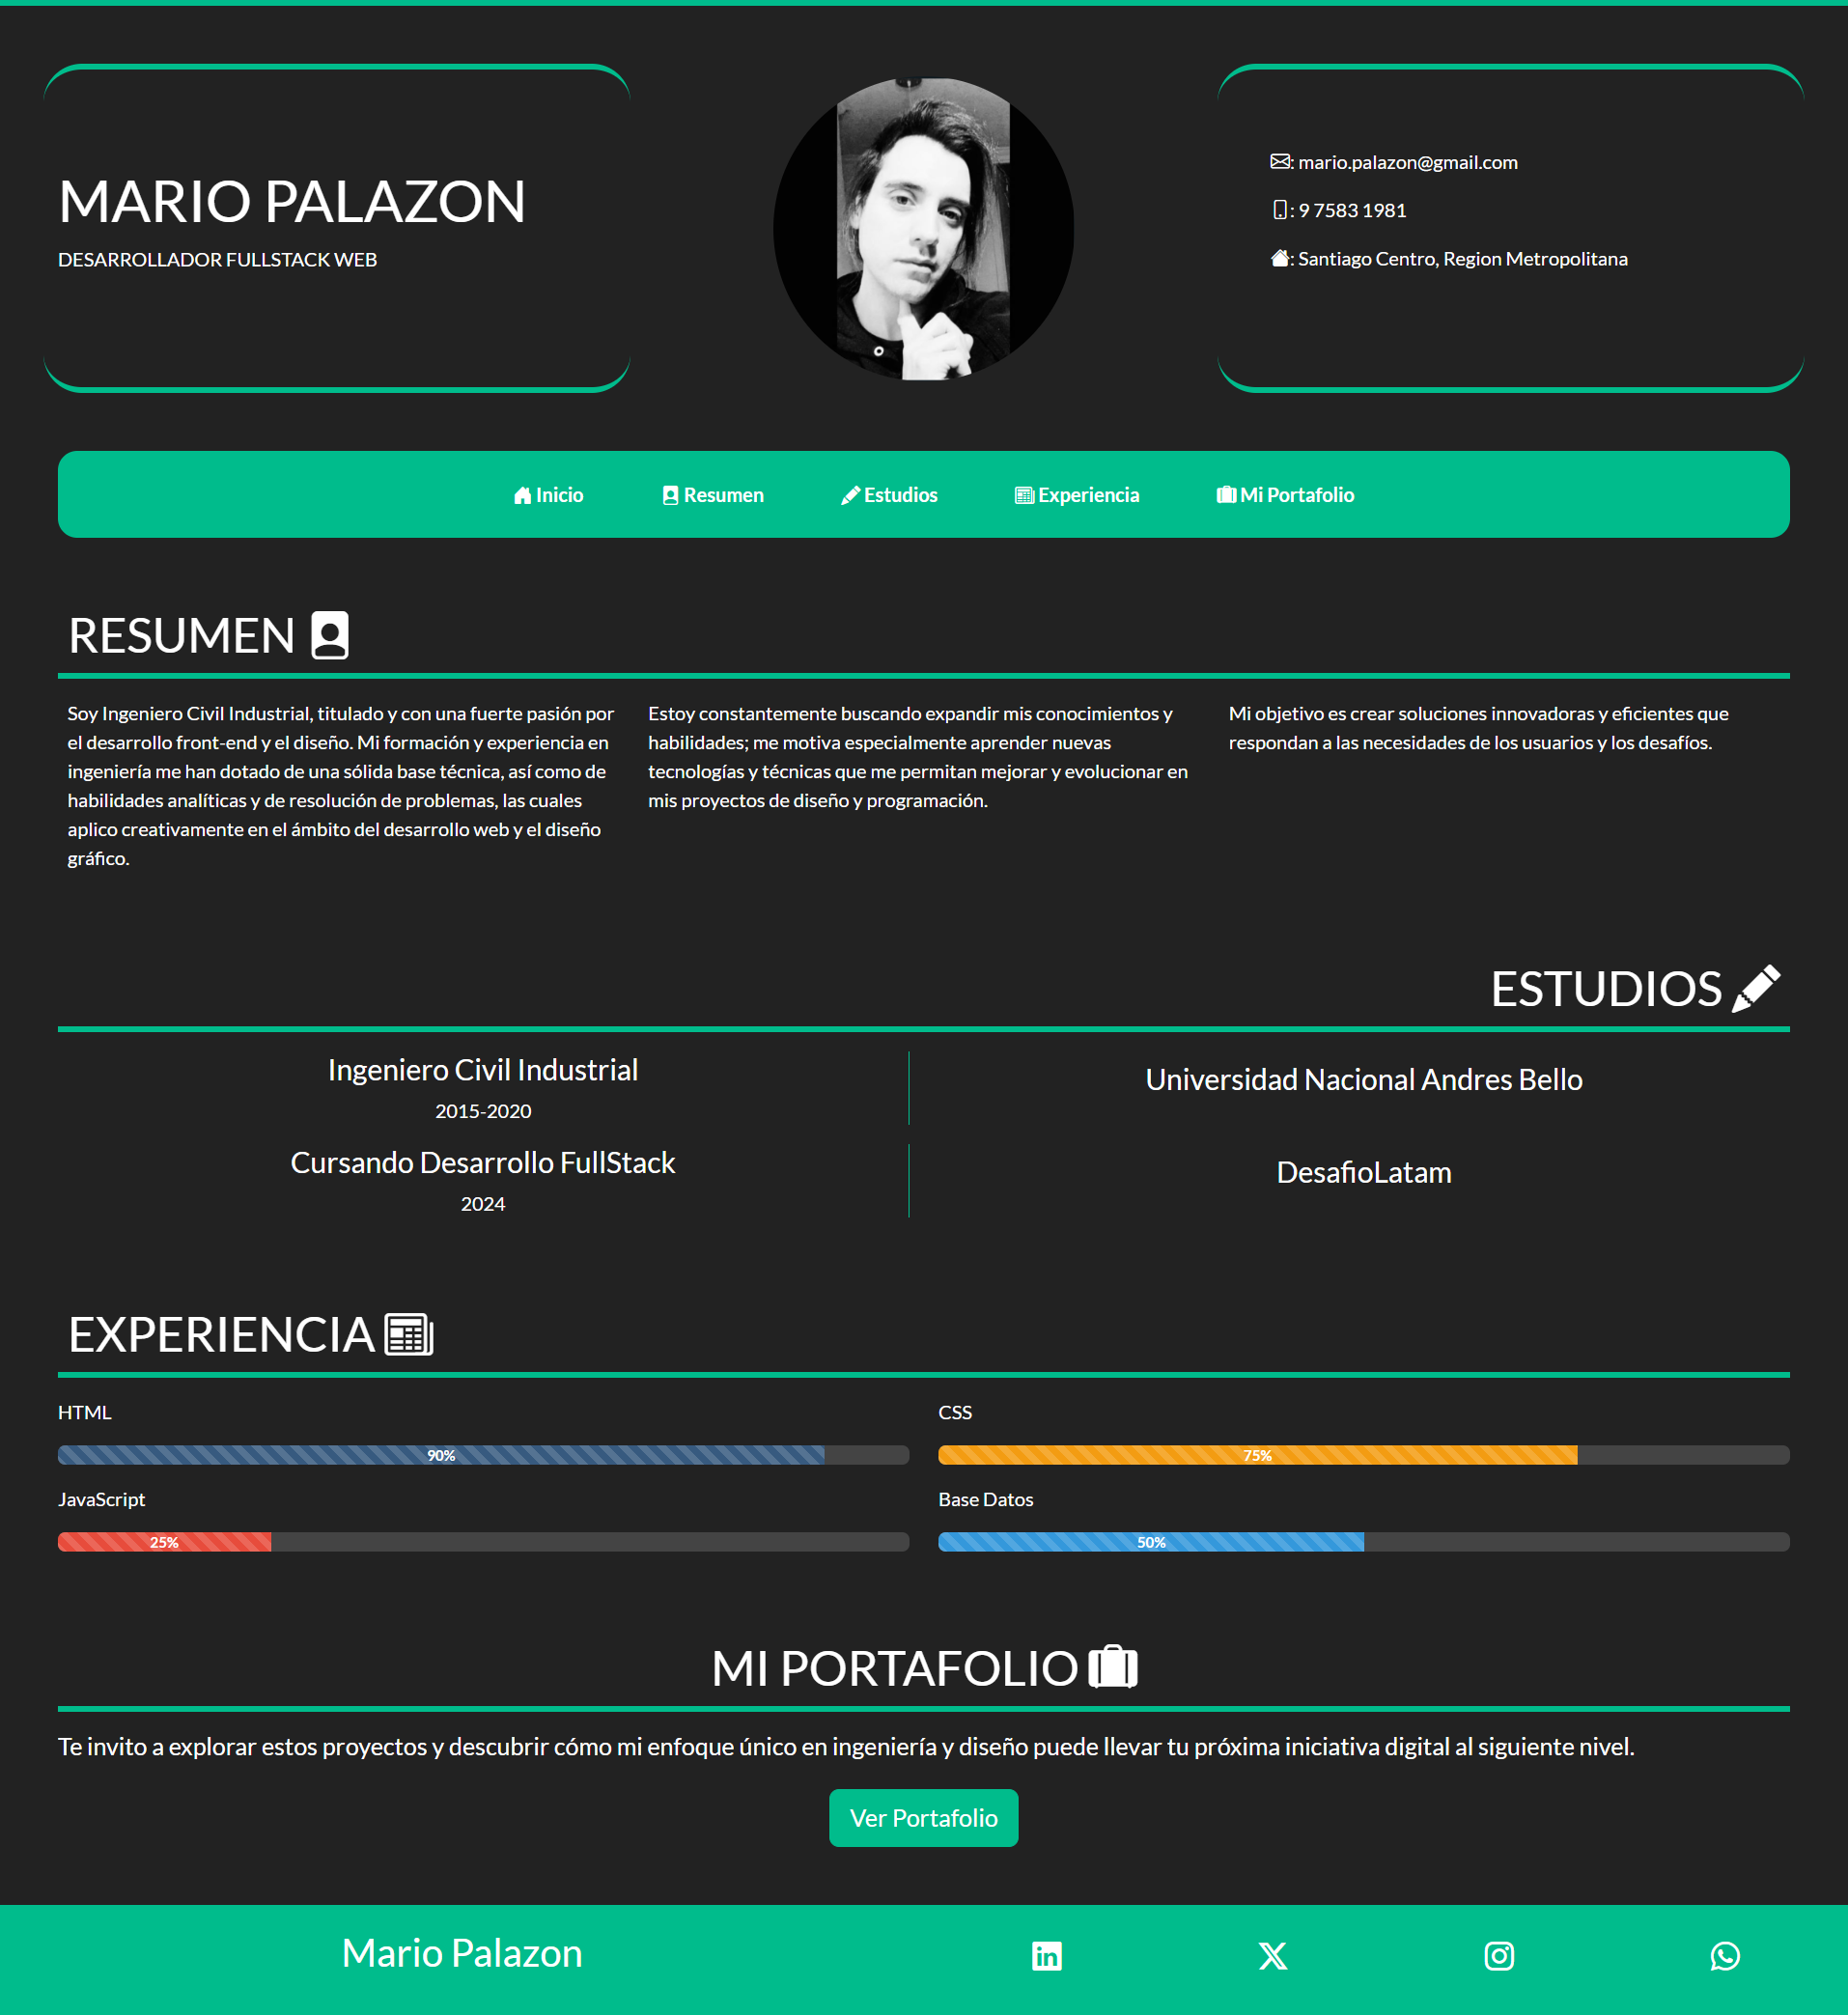 MARIO PALAZON
DESARROLLADOR FULLSTACK WEB
: mario.palazon@gmail.com
: 9 7583 1981
: Santiago Centro, Region Metropolitana
Inicio
Resumen
Estudios
Experiencia
Mi Portafolio
RESUMEN
Soy Ingeniero Civil Industrial, titulado y con una fuerte pasión por
el desarrollo front-end y el diseño. Mi formación y experiencia en
ingeniería me han dotado de una sólida base técnica, así como de
habilidades analíticas y de resolución de problemas, las cuales
aplico creativamente en el ámbito del desarrollo web y el diseño
gráfico.
Estoy constantemente buscando expandir mis conocimientos y
habilidades; me motiva especialmente aprender nuevas
tecnologías y técnicas que me permitan mejorar y evolucionar en
mis proyectos de diseño y programación.
Mi objetivo es crear soluciones innovadoras y eficientes que
respondan a las necesidades de los usuarios y los desafíos.
ESTUDIOS
Ingeniero Civil Industrial
2015-2020
Universidad Nacional Andres Bello
Cursando Desarrollo FullStack
2024
DesafioLatam
EXPERIENCIA
HTML
90%
CSS
75%
JavaScript
25%
Base Datos
50%
MI PORTAFOLIO
Te invito a explorar estos proyectos y descubrir cómo mi enfoque único en ingeniería y diseño puede llevar tu próxima iniciativa digital al siguiente nivel.
Ver Portafolio
Mario Palazon